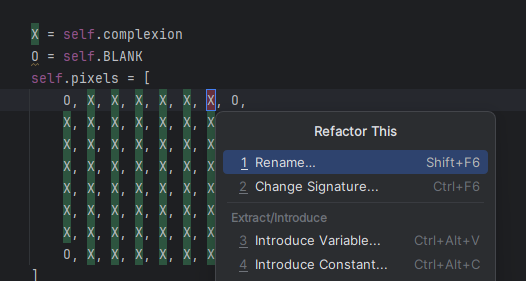 X = self.complexion
O = self.BLANK
self.pixels = [
O, X, X, X, X, X, X, O,
X, X, X, X, X, X, X
X, X, X, X, X, X, X
X, X, X, X, X, X, X
X, X, X, X, X, X, X
X, X, X, X, X, X, X
X, X, X, X, X, X, X
O, X, X, X, X, X, X
]
Refactor This
1 Rename... Shift+F6
2 Change Signature... Ctrl+F6
Extract/Introduce
3 Introduce Variable... Ctrl+Alt+V
4 Introduce Constant... Ctrl+Alt+C